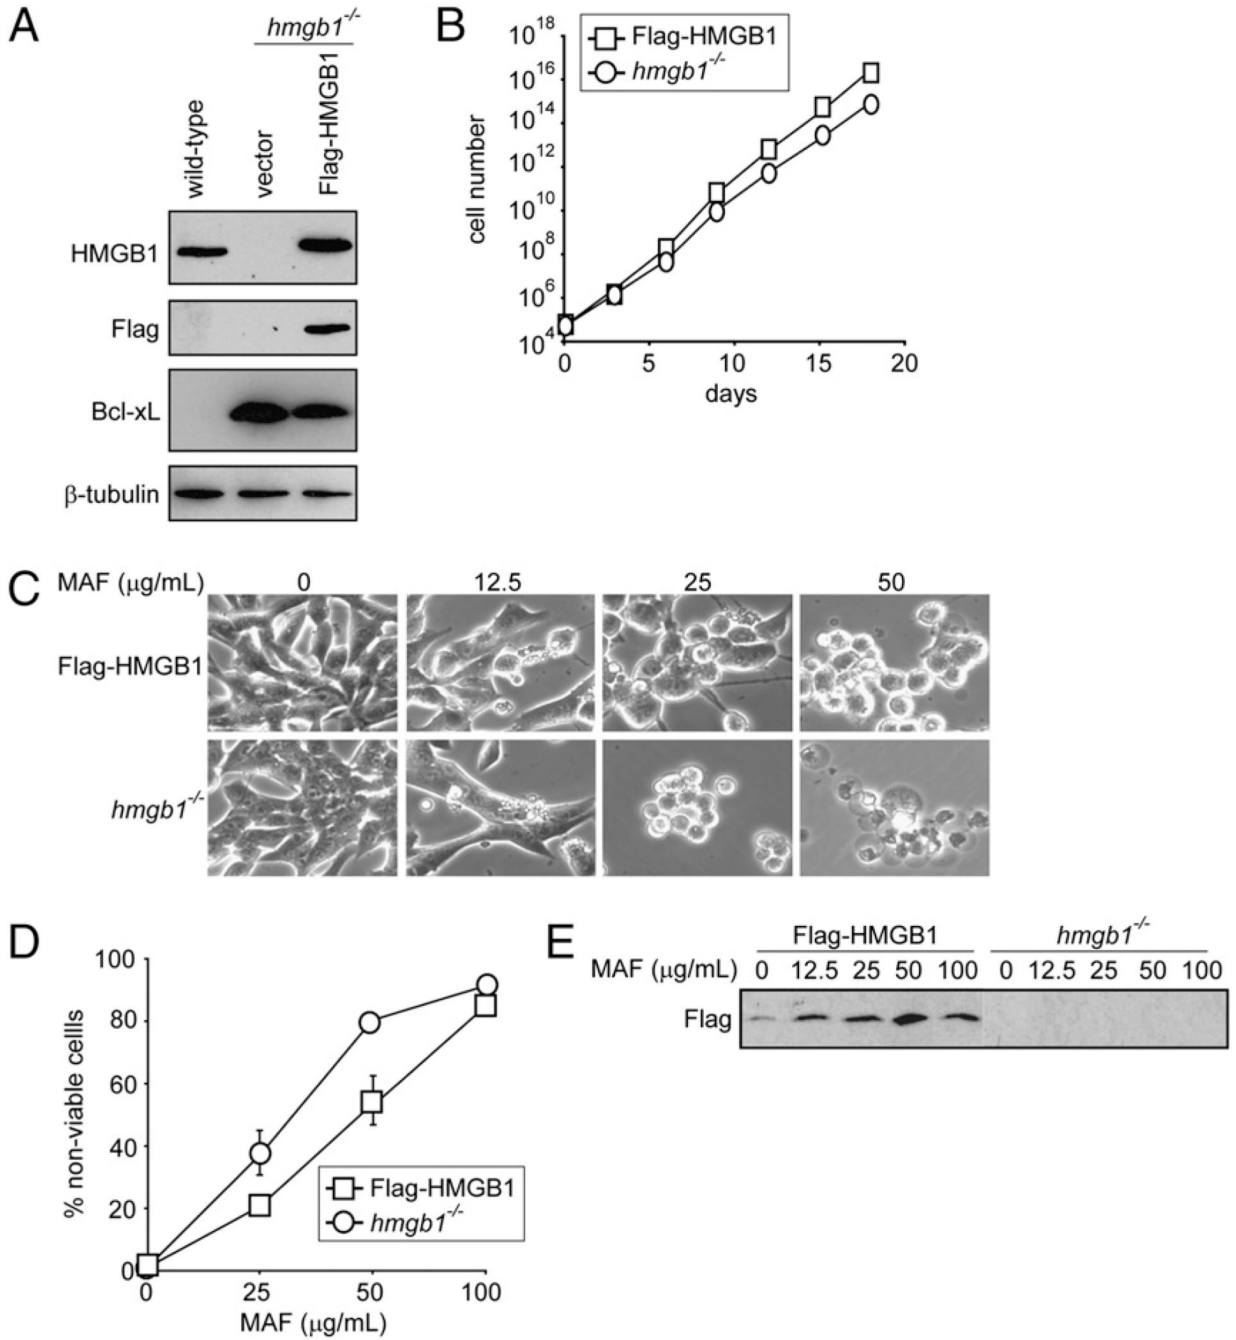 A
hmgb1-/-
wild-type
vector
Flag-HMGB1
HMGB1
Flag
Bcl-xL
β-tubulin
B
Flag-HMGB1
hmgb1-/-
cell number
10^18
10^16
10^14
10^12
10^10
10^8
10^6
10^4
0 5 10 15 20
days
C
MAF (μg/mL) 0 12.5 25 50
Flag-HMGB1
hmgb1-/-
D
% non-viable cellls
100
80
60
40
20
0
Flag-HMGB1
hmgb1-/-
0 25 50 100
MAF (μg/mL)
E
Flag-HMGB1 hmgb1-/-
MAF (μg/mL) 0 12.5 25 50 100 0 12.5 25 50 100
Flag